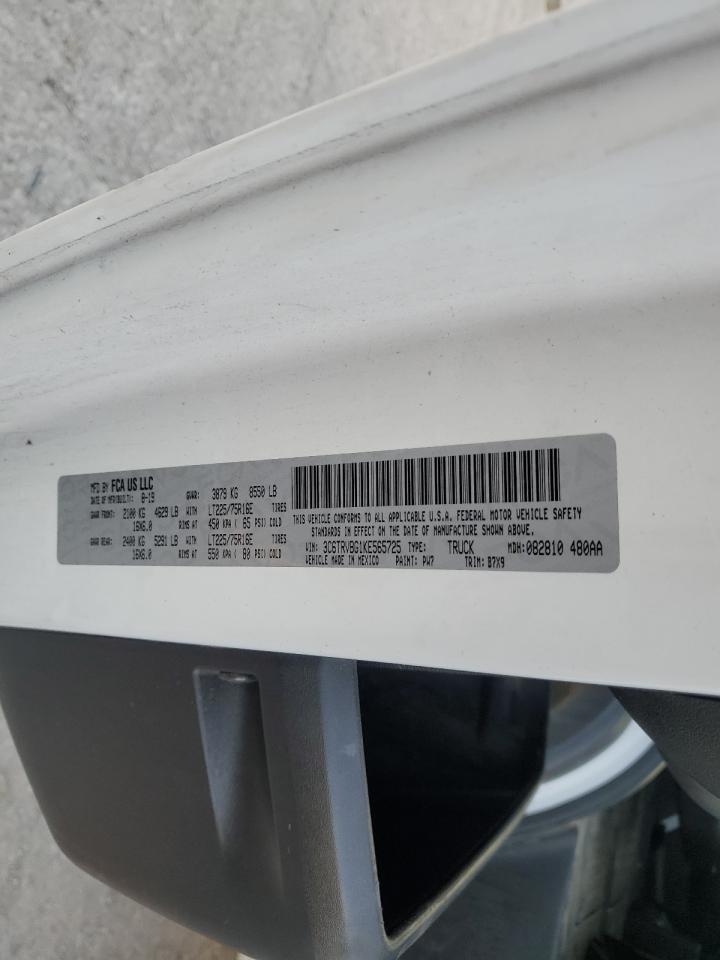 MFD BY FCA US LLC
DATE OF MFR(BUILT): 8-19 GVWR: 3879 KG 8550 LB
GAWR FRONT: 2100 KG 4629 LB WITH LT225/75R16E TIRES
16X6.0 RIMS AT 450 KPA ( 65 PSI) COLD
GAWR REAR: 2400 KG 5291 LB WITH LT225/75R16E TIRES
16X6.0 RIMS AT 550 KPA ( 80 PSI) COLD
THIS VEHICLE CONFORMS TO ALL APPLICABLE U.S.A. FEDERAL MOTOR VEHICLE SAFETY
STANDARDS IN EFFECT ON THE DATE OF MANUFACTURE SHOWN ABOVE.
VIN: 3C6TRVBG1KE565725 TYPE: TRUCK MDH: 082810 480AA
VEHICLE MADE IN MEXICO PAINT: PW7 TRIM: B7X9